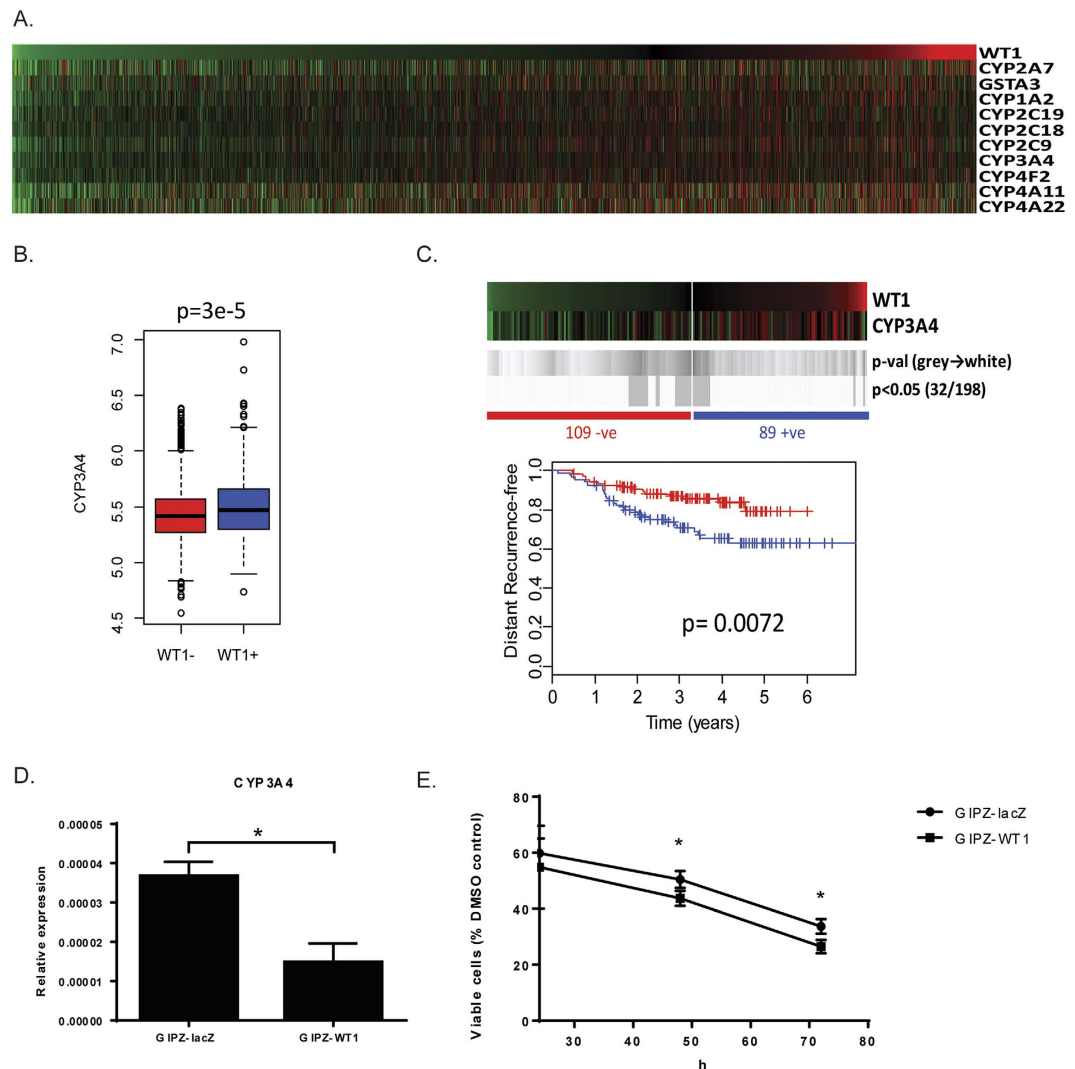 A.
WT1
CYP2A7
GSTA3
CYP1A2
CYP2C19
CYP2C18
CYP2C9
CYP3A4
CYP4F2
CYP4A11
CYP4A22
B.
p=3e-5
CYP3A4
7.0
6.5
6.0
5.5
5.0
4.5
WT1-
WT1+
C.
WT1
CYP3A4
p-val (grey→white)
p<0.05 (32/198)
109 -ve
89 +ve
Distant Recurrence-free
1.0
0.8
0.6
0.4
0.2
0.0
p= 0.0072
0 1 2 3 4 5 6
Time (years)
D.
CYP3A4
Relative expression
0.00005
0.00004
0.00003
0.00002
0.00001
0.00000
*
GIPZ-lacZ
GIPZ-WT1
E.
Viable cells (% DMSO control)
80
60
40
20
0
*
*
30 40 50 60 70 80
h
GIPZ-lacZ
GIPZ-WT1